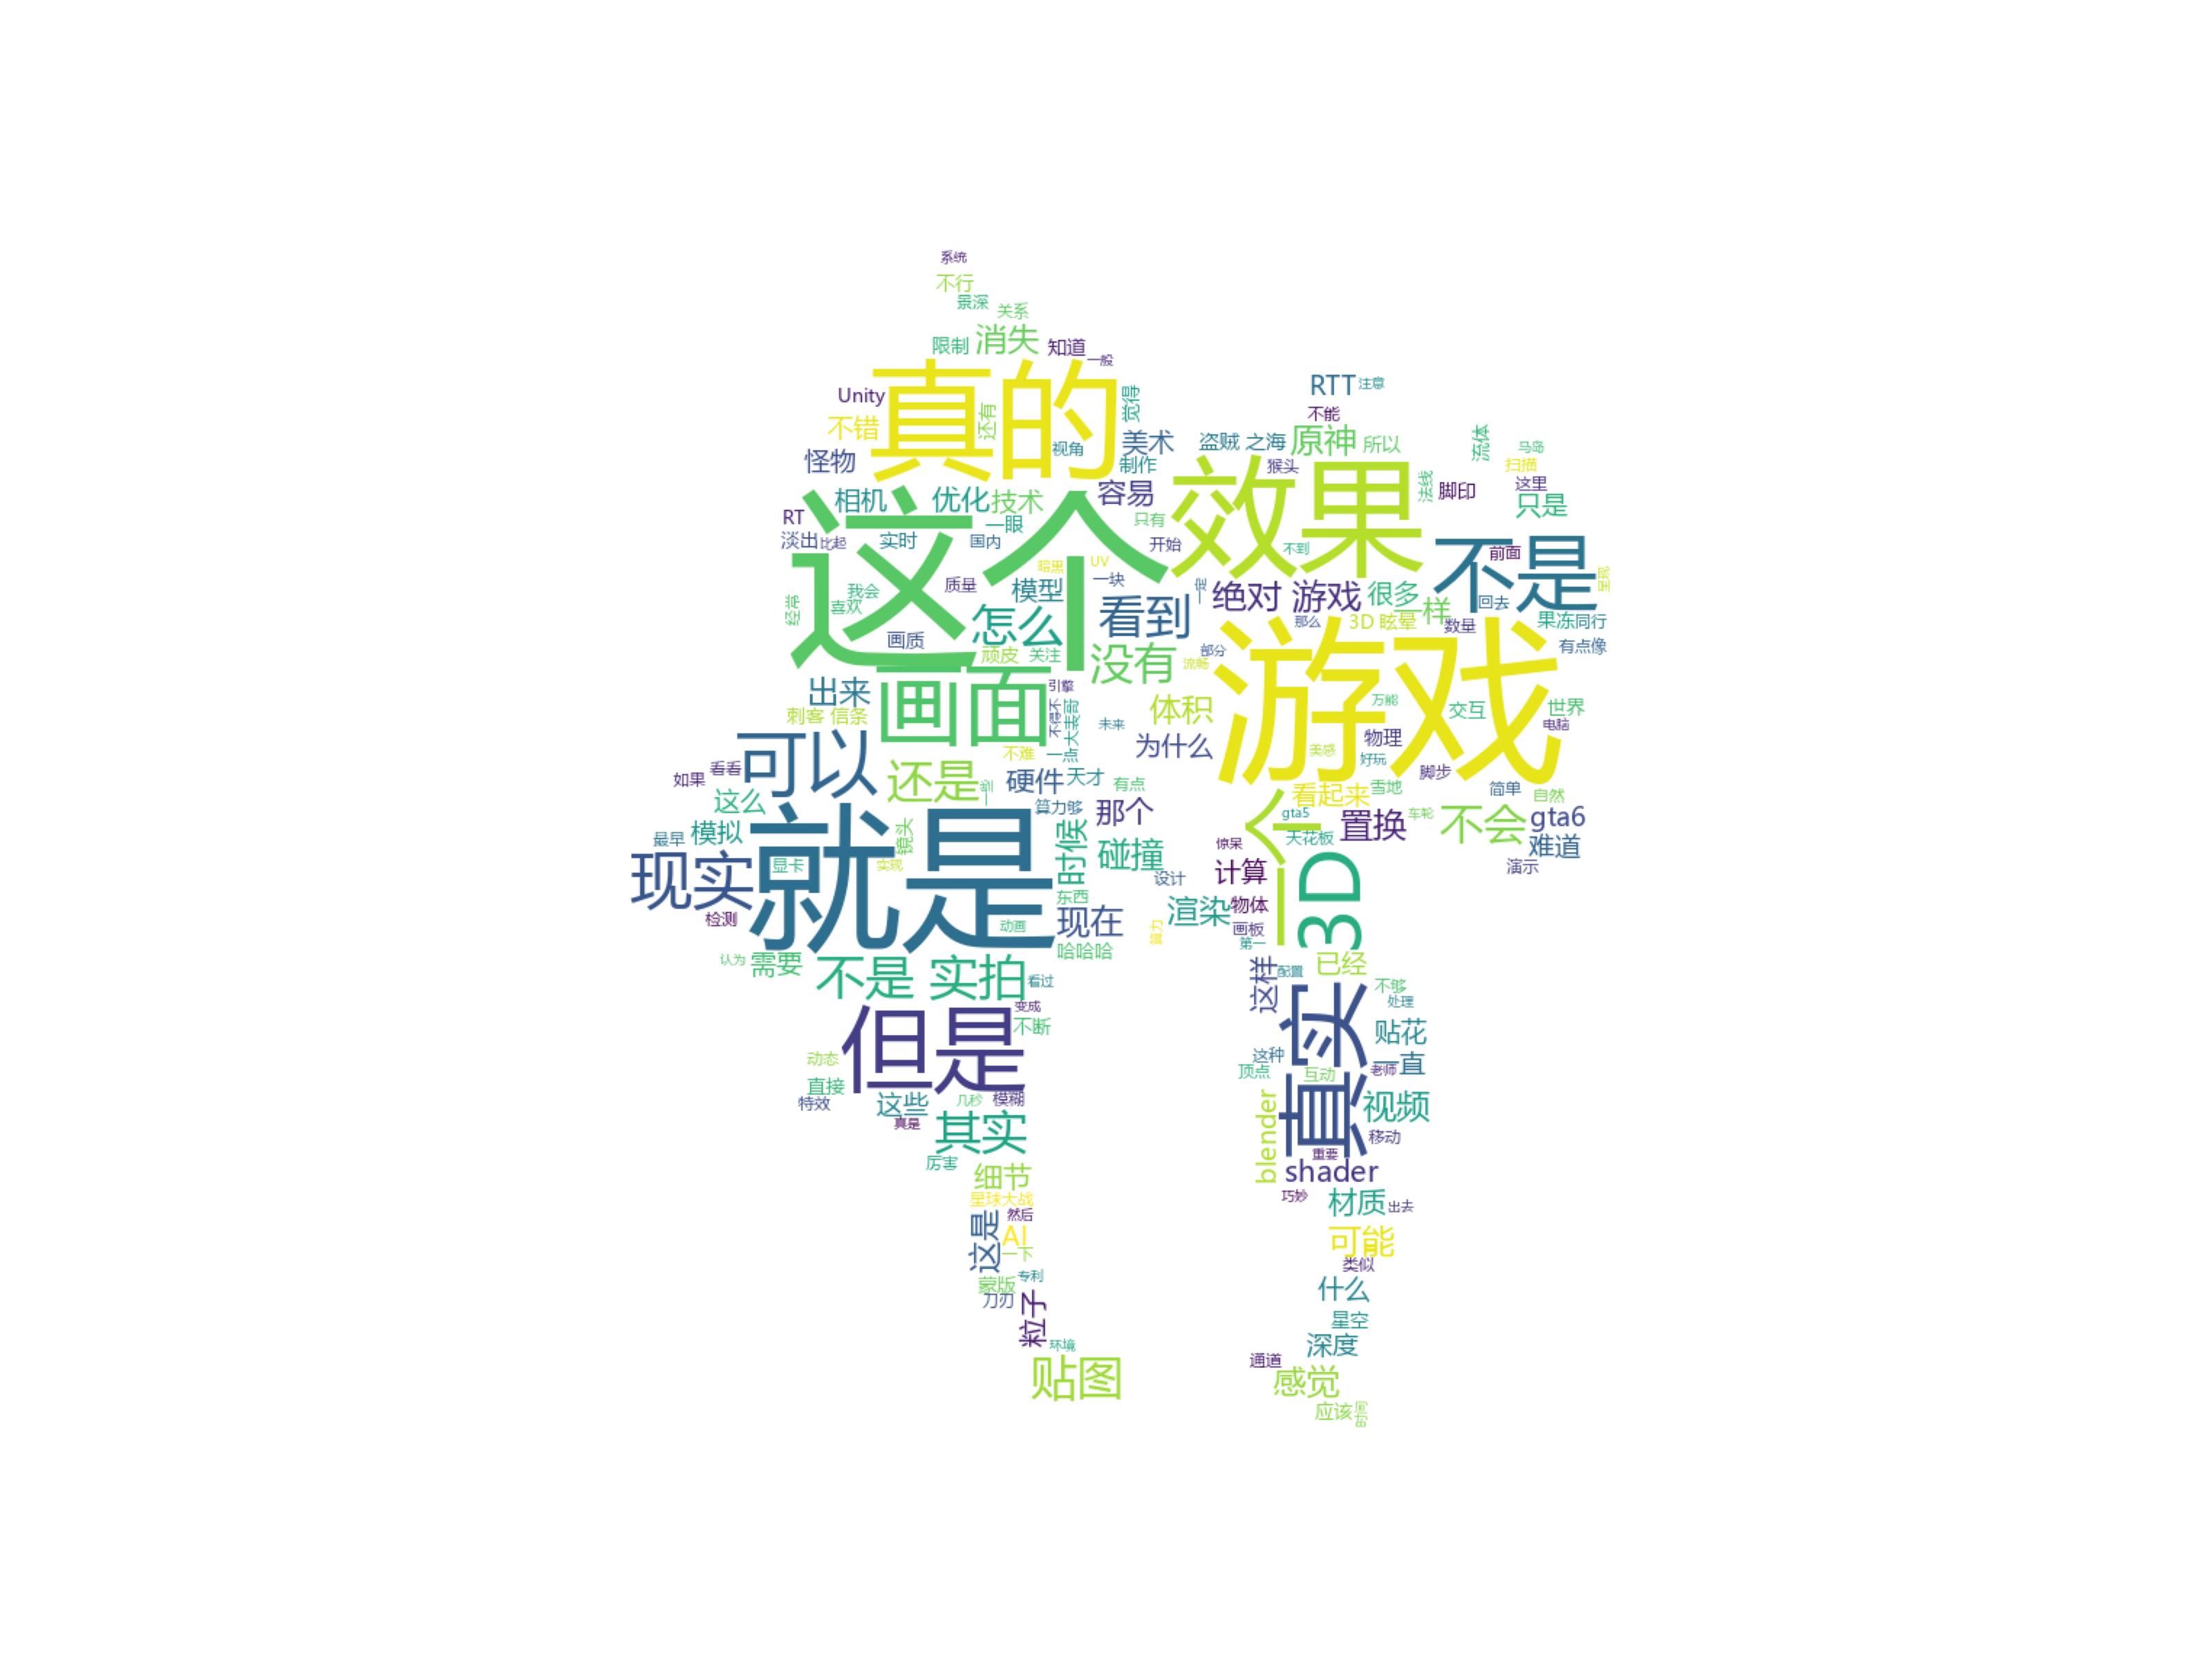 系统
不行
景深
关系
消失
限制
知道
一般
真的
Unity
不错
还有
觉得
RTT
注意
不能
视角
美术
盗贼 之海
原神
所以
流体
马岛
怪物
制作
猴头
扫描
这里
效果
法线
脚印
只是
相机
优化
技术
容易
RT
一眼
只有
淡出
比起
实时
国内
开始
不到
不是
前面
这个
暗黑
UV
模型
一块
一定
质量
我会
喜欢
经常
绝对 游戏
很多
一样
回去
呈现
怎么
看到
那么
3D 眩晕
数量
果冻
同行
画质
有点像
顽皮
关注
没有
流畅
部分
游戏
出来
画面
引擎
刺客 信条
不得不
大表哥
一点
未来
体积
万能
交互
世界
电脑
为什么
物理
美感
好玩
可以
不难
如果
看看
还是
硬件
天才
有点
脚步
这么
看起来
雪地
简单
自然
算力够
那个
一个
gta5
置换
车轮
不会
gta6
最早
模拟
镜头
就是
时候
碰撞
天花板
难道
惊呆
现实
显卡
实现
设计
计算
3D
演示
东西
检测
动画
现在
算力
渲染
物体
画板
第一
哈哈哈
认为
需要
不是 实拍
看过
已经
这样
配置
不够
处理
但是
变成
不断
真实
贴花
动态
这种
一直
老师
顶点
互动
直接
特效
这些
几秒
模糊
真是
其实
blender
视频
移动
厉害
重要
shader
细节
巧妙
材质
出去
星球大战
然后
这是
AI
一下
可能
类似
蒙版
专利
刀刃
什么
粒子
星空
环境
深度
通道
贴图
感觉
应该